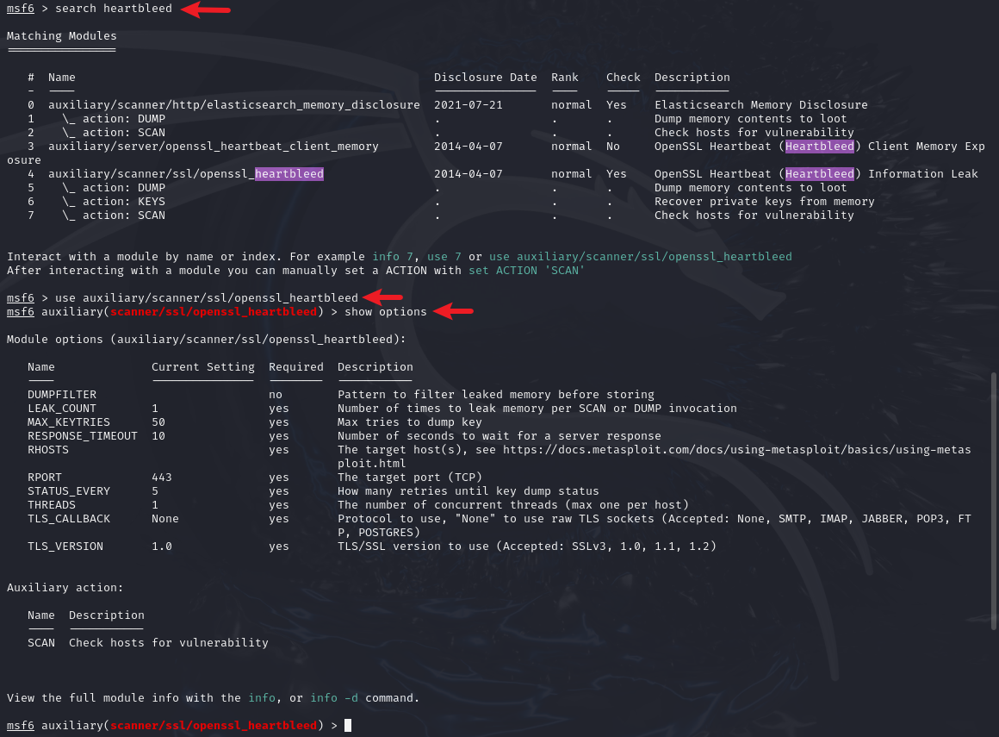 msf6 > search heartbleed
Matching Modules
================
#  Name                                                   Disclosure Date  Rank    Check  Description
-  ----                                                   ---------------  ----    -----  -----------
0  auxiliary/scanner/http/elasticsearch_memory_disclosure  2021-07-21       normal  Yes    Elasticsearch Memory Disclosure
1    \_ action: DUMP                                      .                .       .      Dump memory contents to loot
2    \_ action: SCAN                                      .                .       .      Check hosts for vulnerability
3  auxiliary/server/openssl_heartbeat_client_memory       2014-04-07       normal  No     OpenSSL Heartbeat (Heartbleed) Client Memory Exp
osure
4  auxiliary/scanner/ssl/openssl_heartbleed               2014-04-07       normal  Yes    OpenSSL Heartbeat (Heartbleed) Information Leak
5    \_ action: DUMP                                      .                .       .      Dump memory contents to loot
6    \_ action: KEYS                                      .                .       .      Recover private keys from memory
7    \_ action: SCAN                                      .                .       .      Check hosts for vulnerability
Interact with a module by name or index. For example info 7, use 7 or use auxiliary/scanner/ssl/openssl_heartbleed
After interacting with a module you can manually set a ACTION with set ACTION 'SCAN'
msf6 > use auxiliary/scanner/ssl/openssl_heartbleed
msf6 auxiliary(scanner/ssl/openssl_heartbleed) > show options
Module options (auxiliary/scanner/ssl/openssl_heartbleed):
Name              Current Setting  Required  Description
----              ---------------  --------  -----------
DUMPFILTER                         no        Pattern to filter leaked memory before storing
LEAK_COUNT        1                yes       Number of times to leak memory per SCAN or DUMP invocation
MAX_KEYTRIES      50               yes       Max tries to dump key
RESPONSE_TIMEOUT  10               yes       Number of seconds to wait for a server response
RHOSTS                             yes       The target host(s), see https://docs.metasploit.com/docs/using-metasploit/basics/using-metas
ploit.html
RPORT             443              yes       The target port (TCP)
STATUS_EVERY      5                yes       How many retries until key dump status
THREADS           1                yes       The number of concurrent threads (max one per host)
TLS_CALLBACK      None             yes       Protocol to use, "None" to use raw TLS sockets (Accepted: None, SMTP, IMAP, JABBER, POP3, FT
P, POSTGRES)
TLS_VERSION       1.0              yes       TLS/SSL version to use (Accepted: SSLv3, 1.0, 1.1, 1.2)
Auxiliary action:
Name  Description
----  -----------
SCAN  Check hosts for vulnerability
View the full module info with the info, or info -d command.
msf6 auxiliary(scanner/ssl/openssl_heartbleed) >